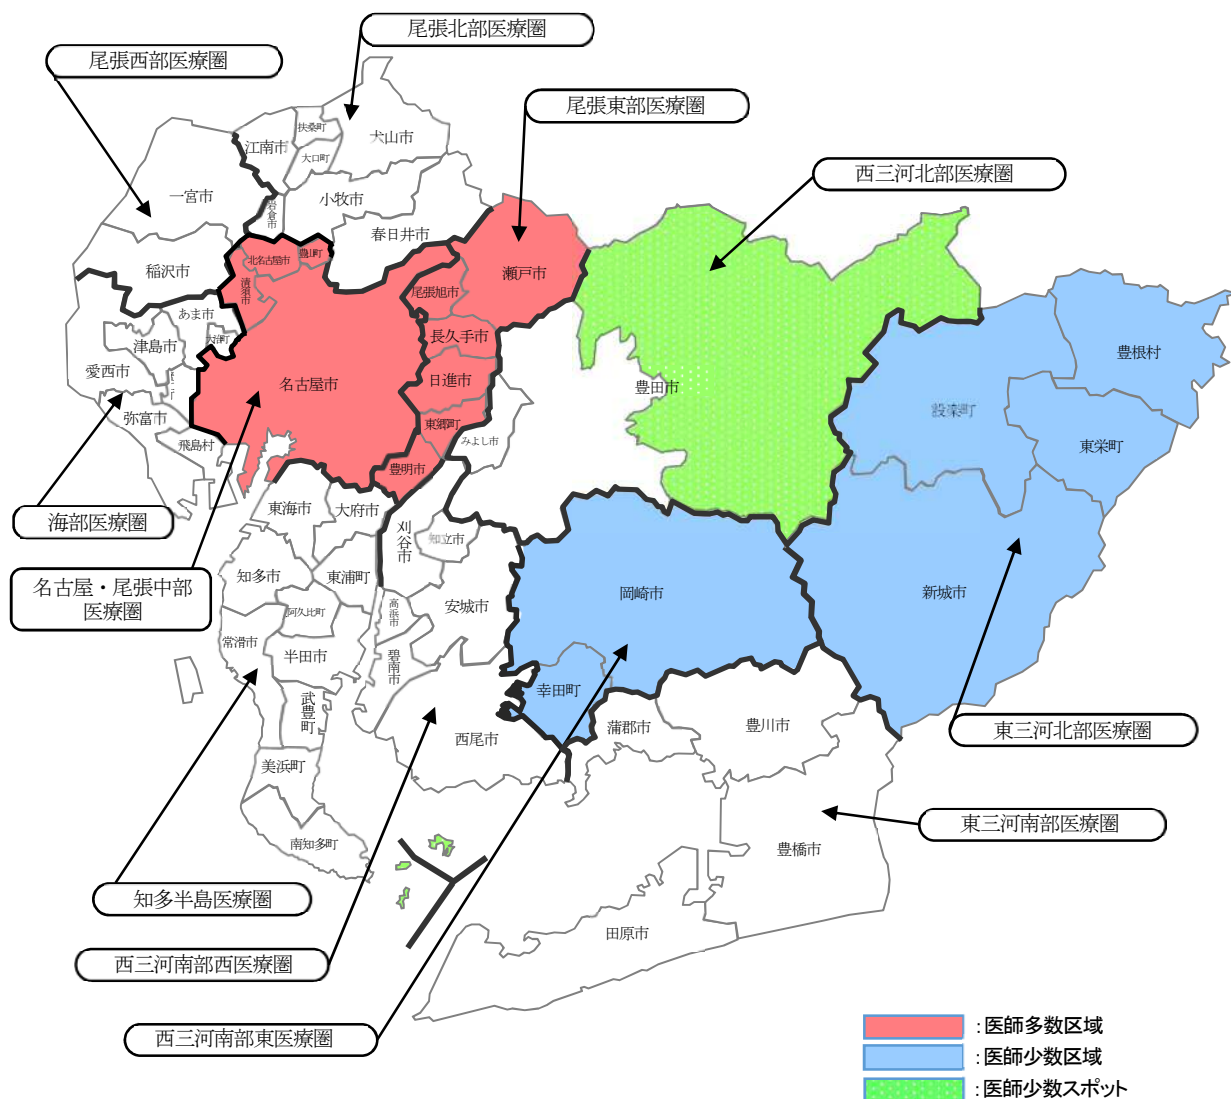 尾張北部医療圏
尾張西部医療圏
尾張東部医療圏
西三河北部医療圏
扶桑町
犬山市
江南市
大口町
一宮市
小牧市
岩倉市
春日井市
北名古屋市
豊山町
稲沢市
瀬戸市
清須市
尾張旭市
あま市
大治町
津島市
長久手市
豊根村
愛西市
日進市
名古屋市
豊田市
設楽町
弥富市
東郷町
みよし市
飛島村
東栄町
豊明市
海部医療圏
東海市
大府市
刈谷市
知立市
名古屋・尾張中部
医療圏
知多市
東浦町
岡崎市
新城市
高浜市
安城市
阿久比町
常滑市
半田市
碧南市
幸田町
武豊町
西尾市
蒲郡市
豊川市
東三河北部医療圏
美浜町
東三河南部医療圏
南知多町
豊橋市
知多半島医療圏
田原市
西三河南部西医療圏
西三河南部東医療圏
：医師多数区域
：医師少数区域
：医師少数スポット